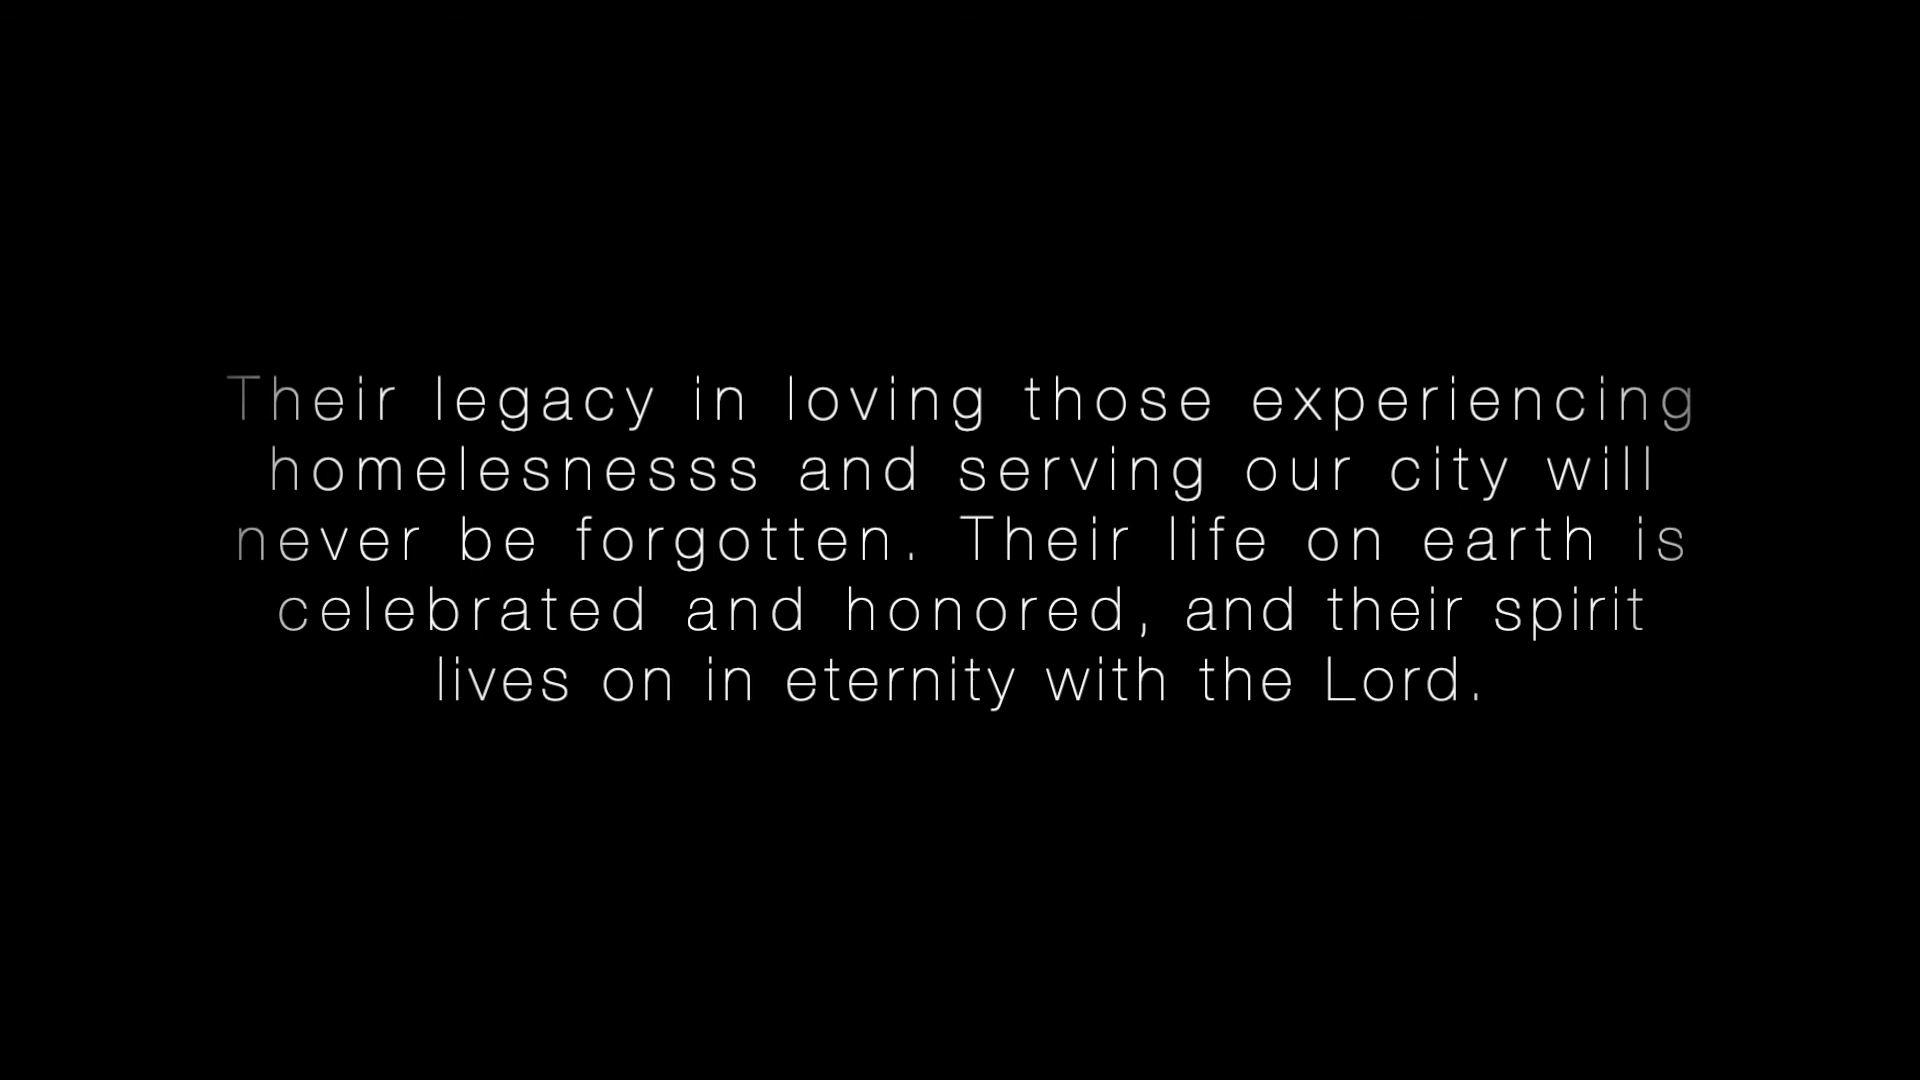 Their legacy in loving those experiencing
homelesnesss and serving our city will
never be forgotten. Their life on earth is
celebrated and honored, and their spirit
lives on in eternity with the Lord.